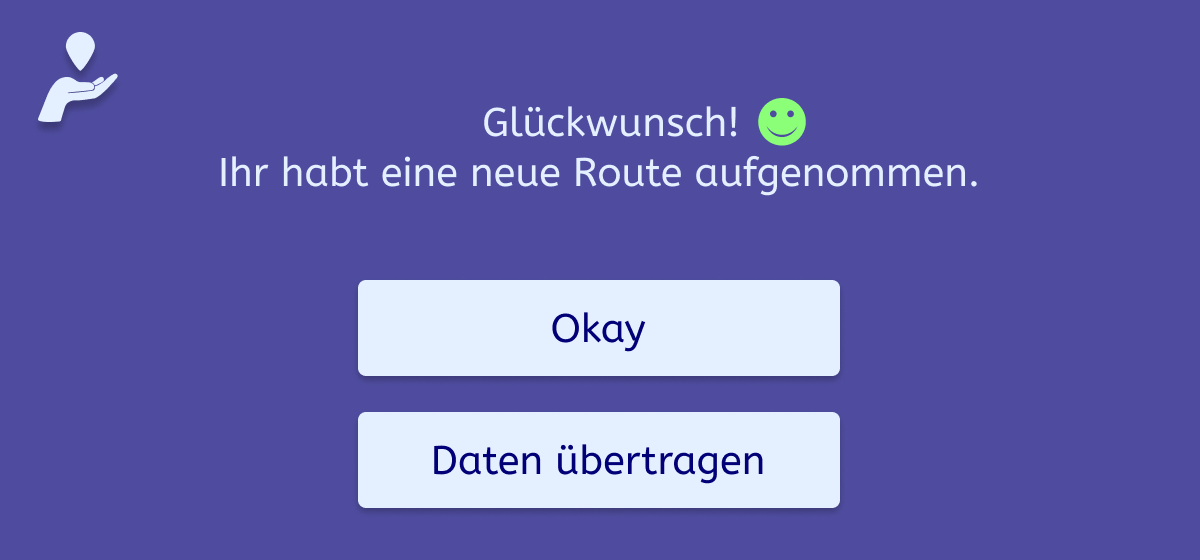 Glückwunsch!
Ihr habt eine neue Route aufgenommen.
Okay
Daten übertragen